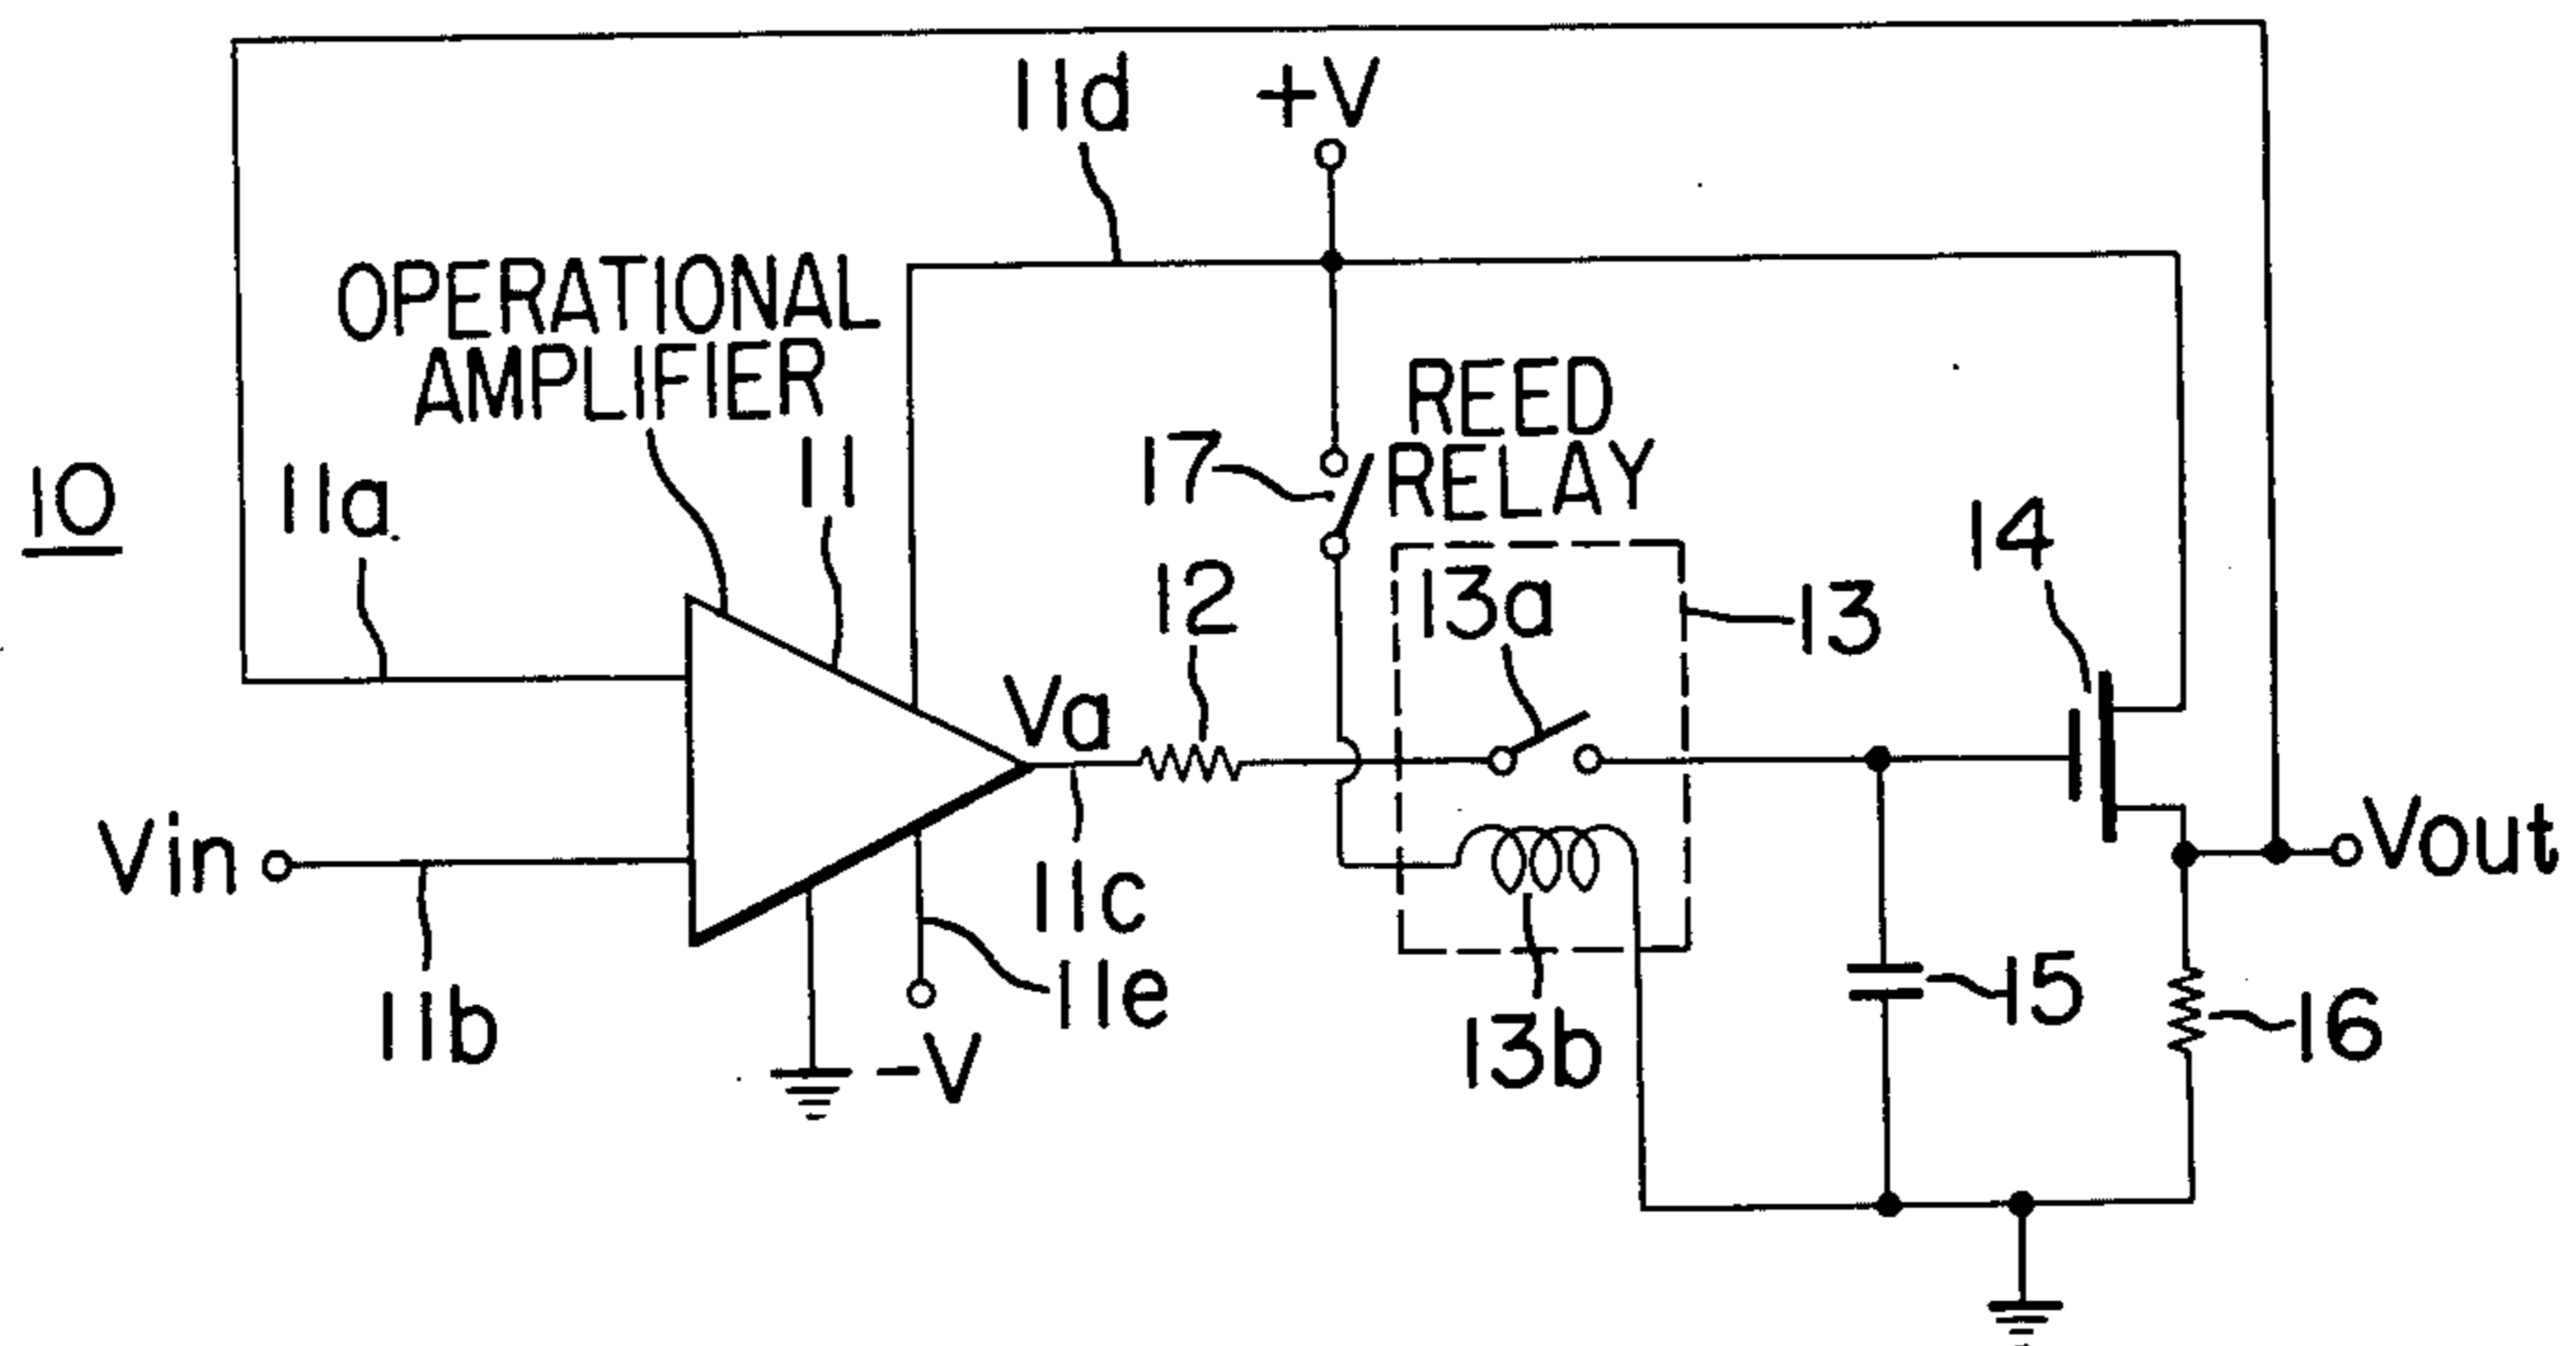 11d
+V
OPERATIONAL
AMPLIFIER
11
10
11a
17
REED
RELAY
12
13a
13
14
Va
Vin
11b
11c
11e
-V
13b
15
16
Vout